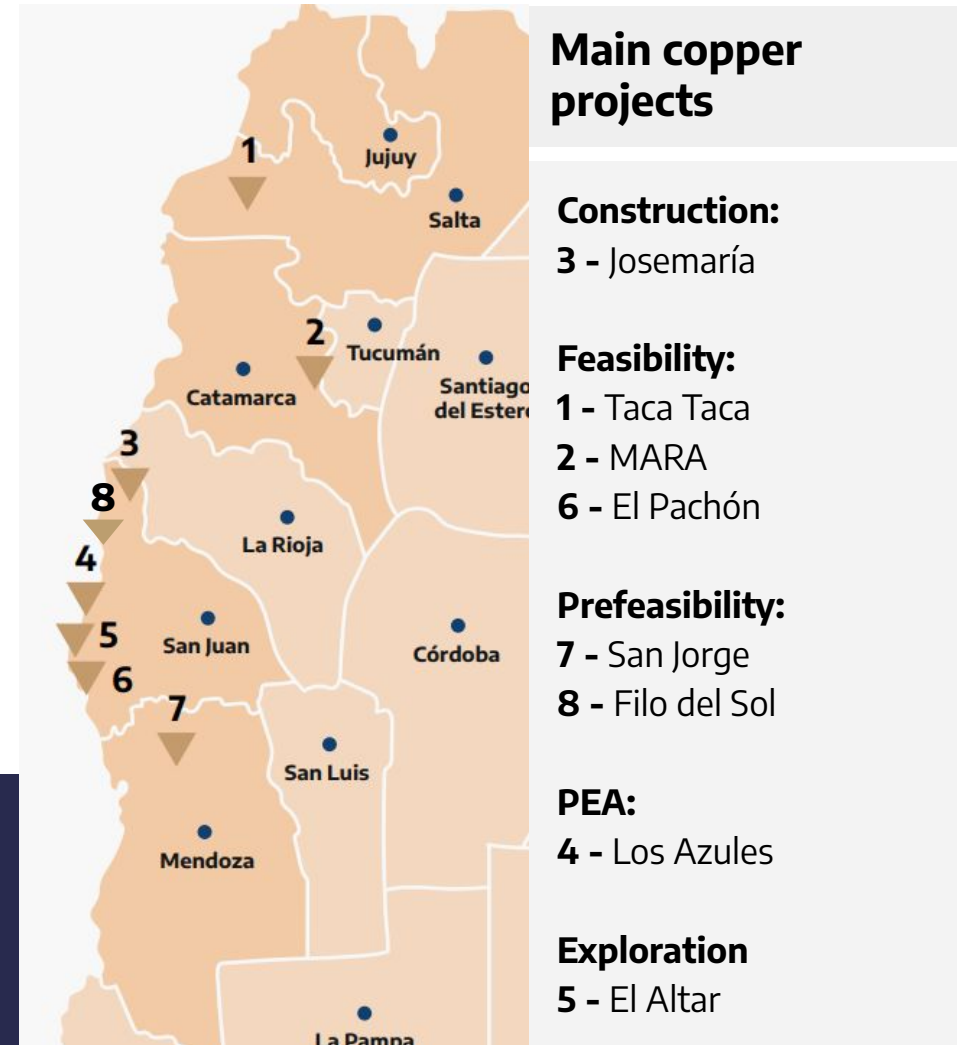 1
Jujuy
Salta
2
Tucumán
Catamarca
Santiago
del Estero
3
8
La Rioja
4
5
San Juan
Córdoba
6
7
San Luis
Mendoza
La Pampa
Main copper
projects
Construction:
3 - Josemaría
Feasibility:
1 - Taca Taca
2 - MARA
6 - El Pachón
Prefeasibility:
7 - San Jorge
8 - Filo del Sol
PEA:
4 - Los Azules
Exploration
5 - El Altar